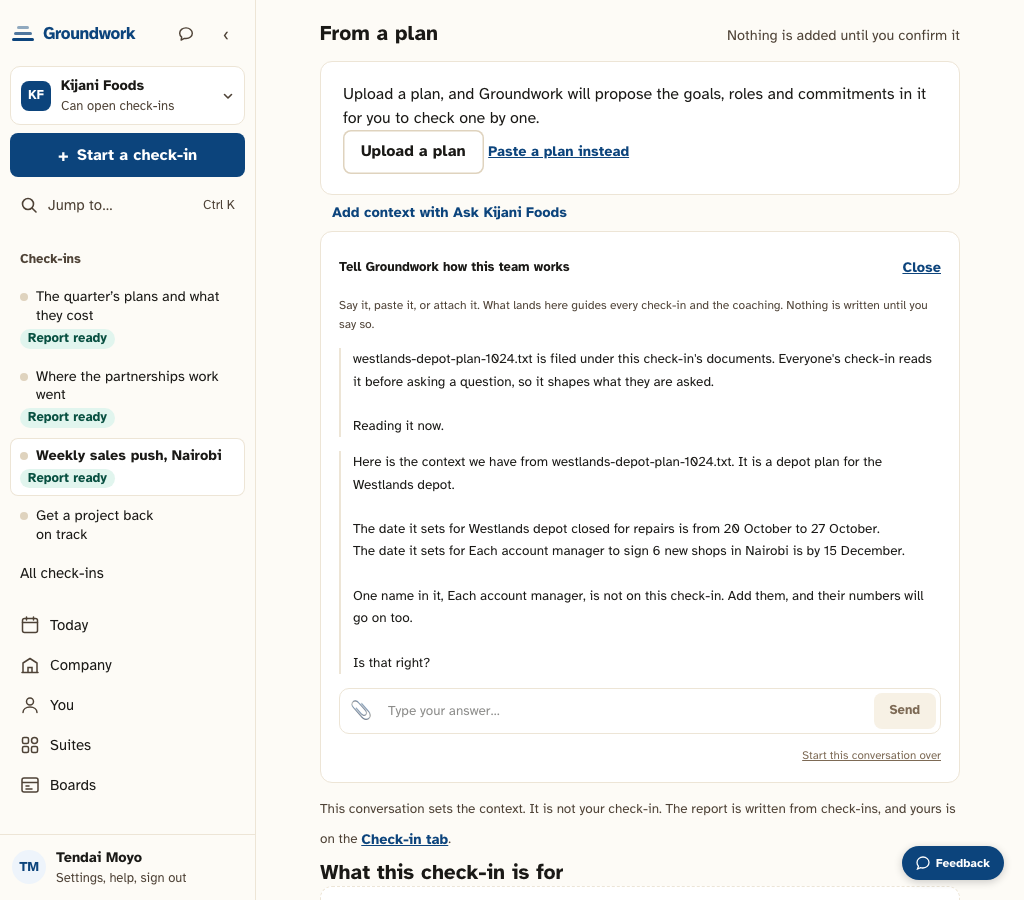 Groundwork
KF
Kijani Foods
Can open check-ins
+ Start a check-in
Jump to...
Ctrl K
Check-ins
The quarter's plans and what
they cost
Report ready
Where the partnerships work
went
Report ready
Weekly sales push, Nairobi
Report ready
Get a project back
on track
All check-ins
Today
Company
You
Suites
Boards
TM
Tendai Moyo
Settings, help, sign out
From a plan
Nothing is added until you confirm it
Upload a plan, and Groundwork will propose the goals, roles and commitments in it
for you to check one by one.
Upload a plan
Paste a plan instead
Add context with Ask Kijani Foods
Tell Groundwork how this team works
Close
Say it, paste it, or attach it. What lands here guides every check-in and the coaching. Nothing is written until you
say so.
westlands-depot-plan-1024.txt is filed under this check-in's documents. Everyone's check-in reads
it before asking a question, so it shapes what they are asked.
Reading it now.
Here is the context we have from westlands-depot-plan-1024.txt. It is a depot plan for the
Westlands depot.
The date it sets for Westlands depot closed for repairs is from 20 October to 27 October.
The date it sets for Each account manager to sign 6 new shops in Nairobi is by 15 December.
One name in it, Each account manager, is not on this check-in. Add them, and their numbers will
go on too.
Is that right?
Type your answer...
Send
Start this conversation over
This conversation sets the context. It is not your check-in. The report is written from check-ins, and yours is
on the Check-in tab.
What this check-in is for
Feedback